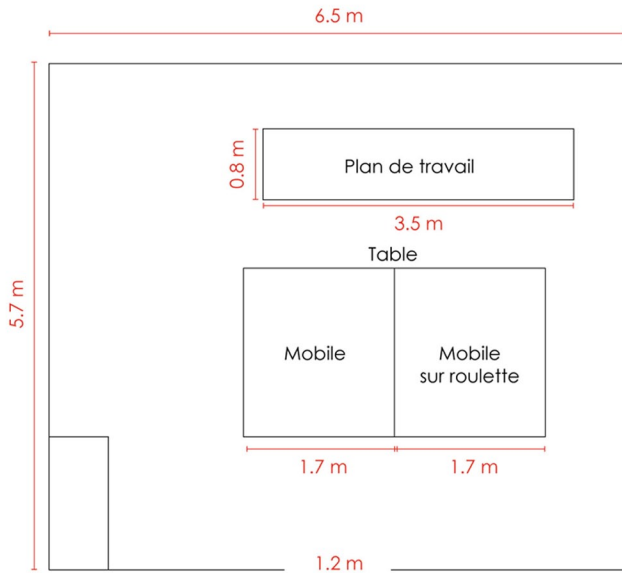 6.5 m
0.8 m
Plan de travail
3.5 m
Table
5.7 m
Mobile
Mobile
sur roulette
1.7 m
1.7 m
1.2 m